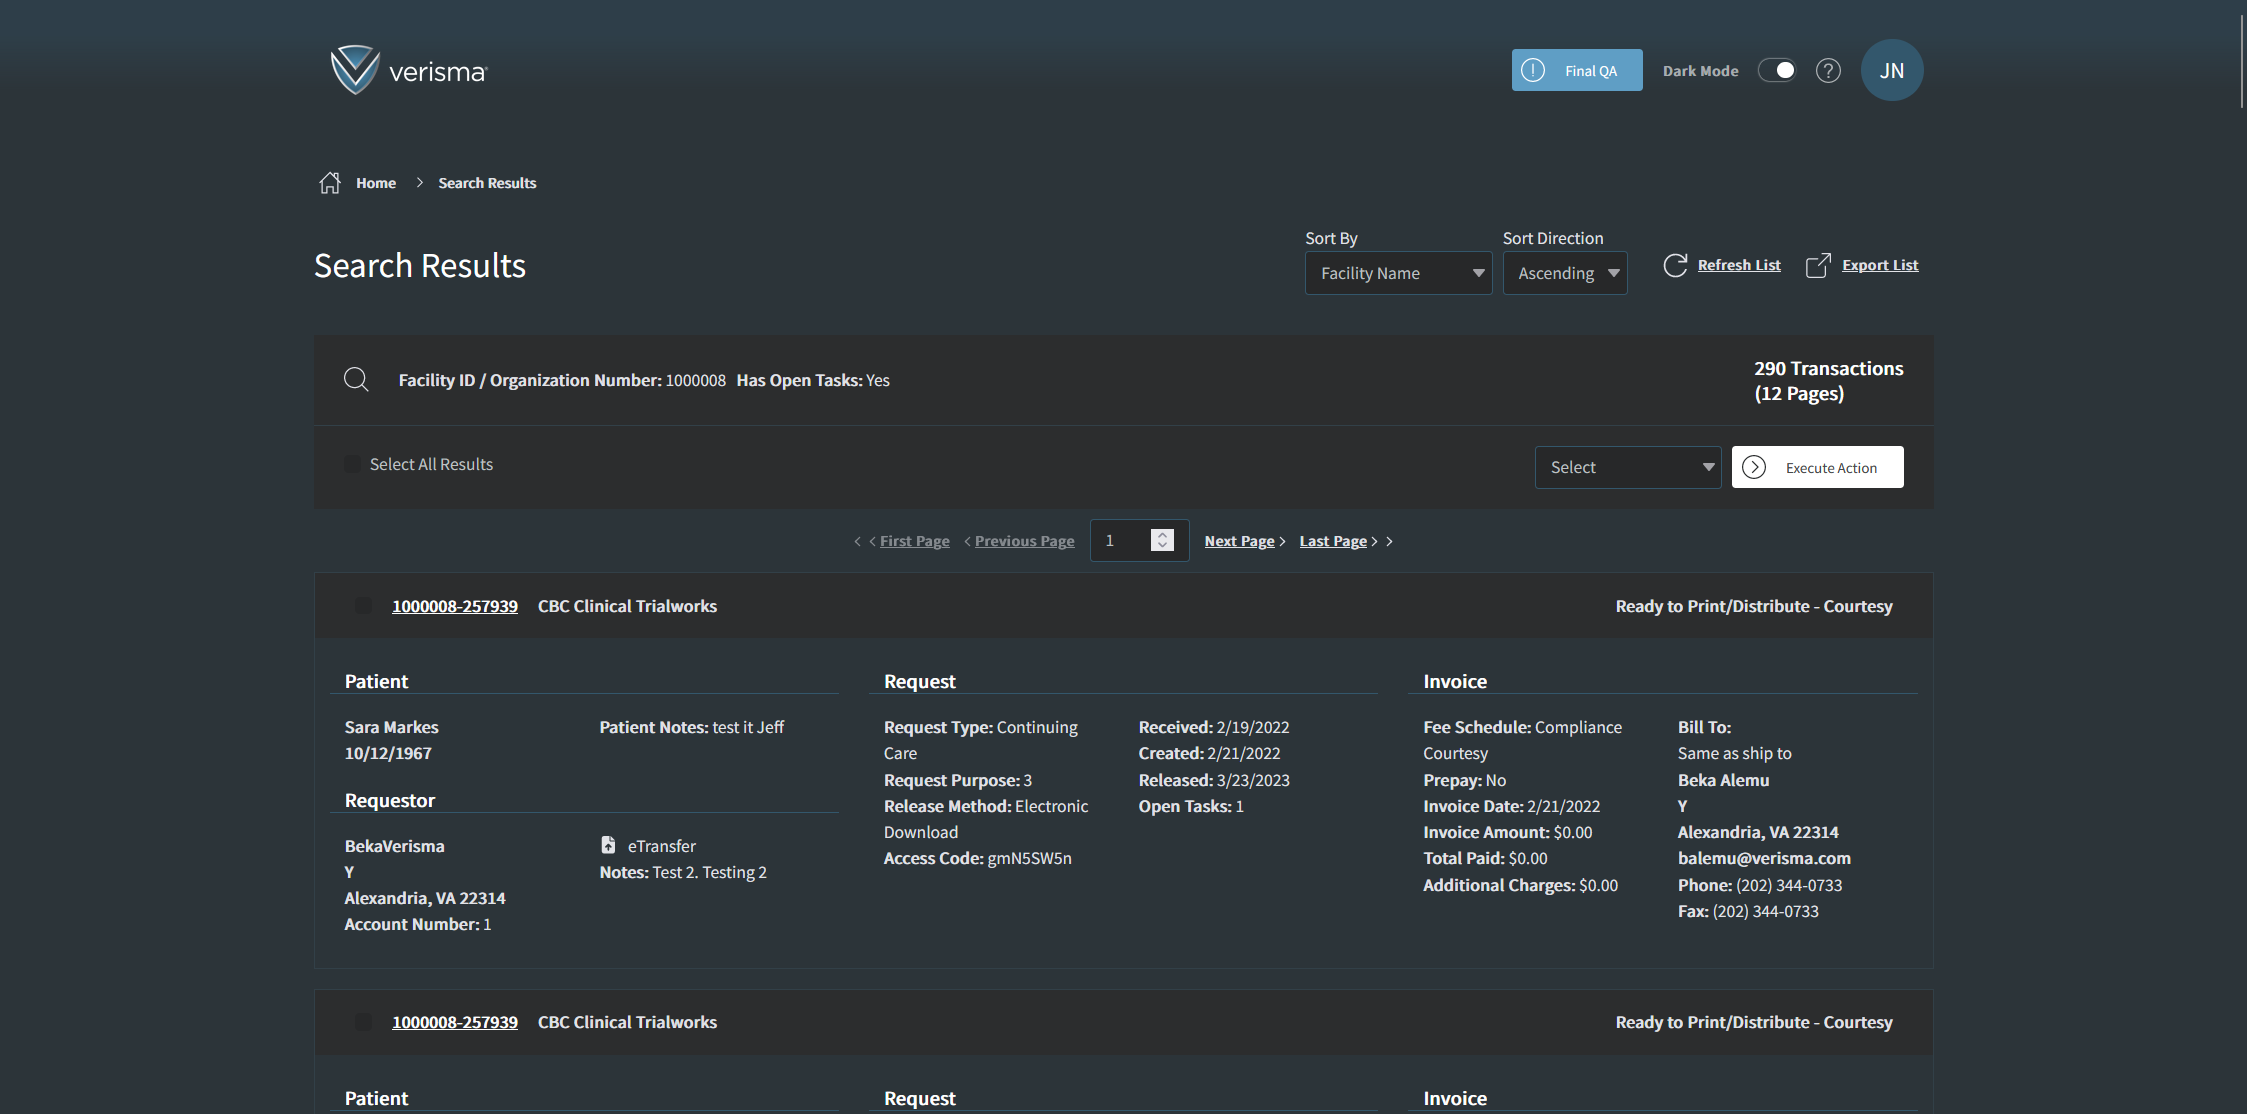 verisma
Final QA
Dark Mode
?
JN
Home > Search Results
Search Results
Sort By
Facility Name
Sort Direction
Ascending
Refresh List
Export List
Facility ID / Organization Number: 1000008 Has Open Tasks: Yes
290 Transactions
(12 Pages)
Select All Results
Select
Execute Action
< < First Page < Previous Page 1 Next Page > Last Page > >
1000008-257939 CBC Clinical Trialworks
Ready to Print/Distribute - Courtesy
Patient
Sara Markes
10/12/1967
Patient Notes: test it Jeff
Requestor
BekaVerisma
Y
Alexandria, VA 22314
Account Number: 1
eTransfer
Notes: Test 2. Testing 2
Request
Request Type: Continuing
Care
Request Purpose: 3
Release Method: Electronic
Download
Access Code: gmN5SW5n
Received: 2/19/2022
Created: 2/21/2022
Released: 3/23/2023
Open Tasks: 1
Invoice
Fee Schedule: Compliance
Courtesy
Prepay: No
Invoice Date: 2/21/2022
Invoice Amount: $0.00
Total Paid: $0.00
Additional Charges: $0.00
Bill To:
Same as ship to
Beka Alemu
Y
Alexandria, VA 22314
balemu@verisma.com
Phone: (202) 344-0733
Fax: (202) 344-0733
1000008-257939 CBC Clinical Trialworks
Ready to Print/Distribute - Courtesy
Patient
Request
Invoice